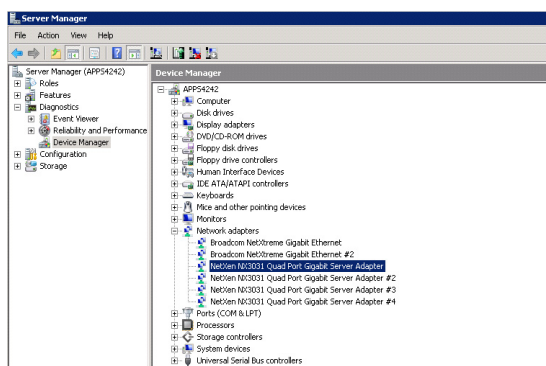 Server Manager
File Action View Help
Server Manager (APPS4242)
Roles
Features
Diagnostics
Event Viewer
Reliability and Performance
Device Manager
Configuration
Storage
Device Manager
APPS4242
Computer
Disk drives
Display adapters
DVD/CD-ROM drives
Floppy disk drives
Floppy drive controllers
Human Interface Devices
IDE ATA/ATAPI controllers
Keyboards
Mice and other pointing devices
Monitors
Network adapters
Broadcom NetXtreme Gigabit Ethernet
Broadcom NetXtreme Gigabit Ethernet #2
NetXen NX3031 Quad Port Gigabit Server Adapter
NetXen NX3031 Quad Port Gigabit Server Adapter #2
NetXen NX3031 Quad Port Gigabit Server Adapter #3
NetXen NX3031 Quad Port Gigabit Server Adapter #4
Ports (COM & LPT)
Processors
Storage controllers
System devices
Universal Serial Bus controllers